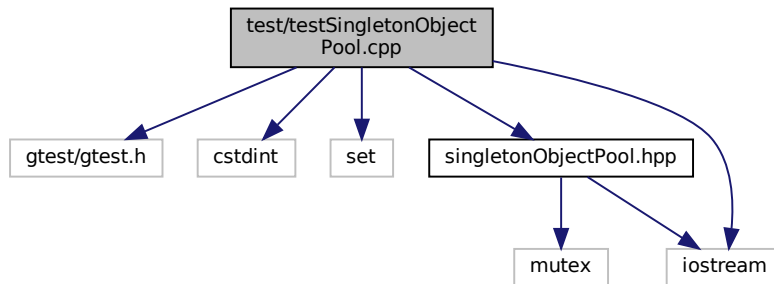 test/testSingletonObject
Pool.cpp
gtest/gtest.h
cstdint
set
singletonObjectPool.hpp
mutex
iostream